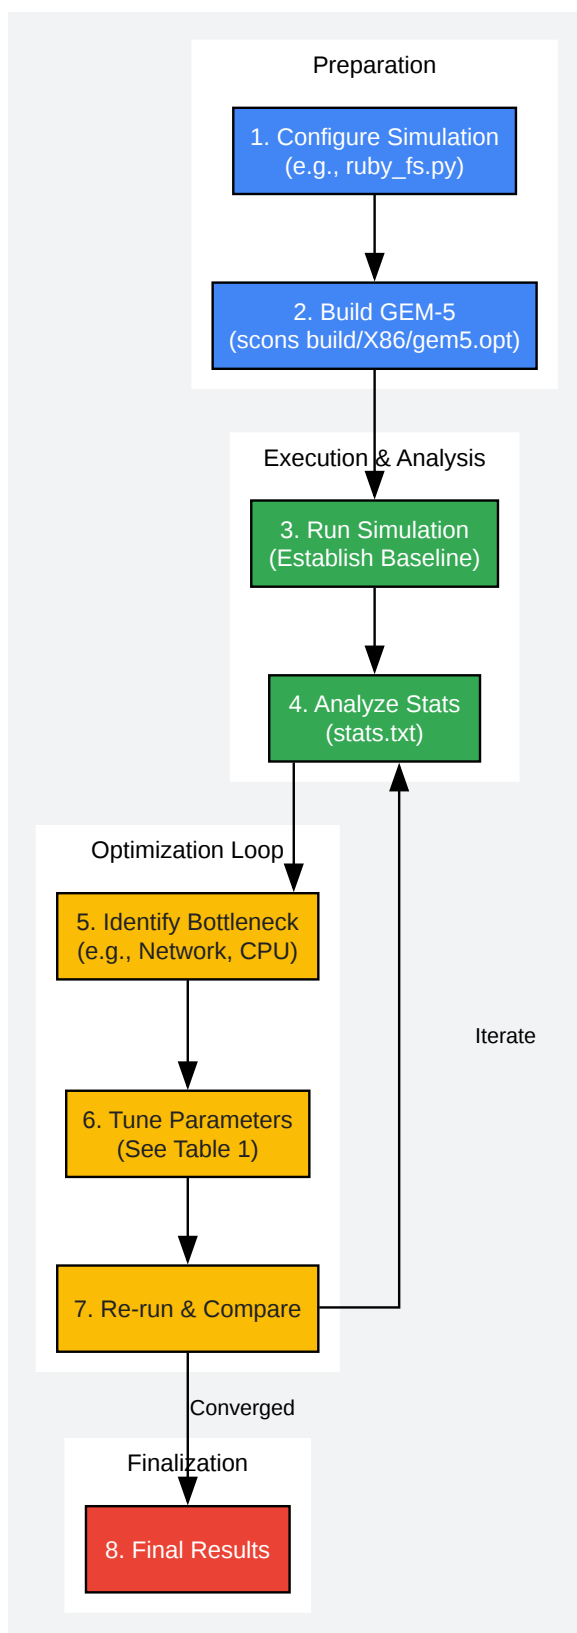 Preparation
1. Configure Simulation
(e.g., ruby_fs.py)
2. Build GEM-5
(scons build/X86/gem5.opt)
Execution & Analysis
3. Run Simulation
(Establish Baseline)
4. Analyze Stats
(stats.txt)
Optimization Loop
5. Identify Bottleneck
(e.g., Network, CPU)
Iterate
6. Tune Parameters
(See Table 1)
7. Re-run & Compare
Converged
Finalization
8. Final Results